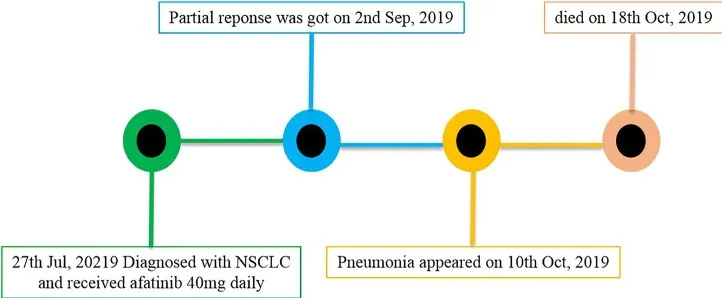 Partial reponse was got on 2nd Sep, 2019
died on 18th Oct, 2019
27th Jul, 20219 Diagnosed with NSCLC
and received afatinib 40mg daily
Pneumonia appeared on 10th Oct, 2019